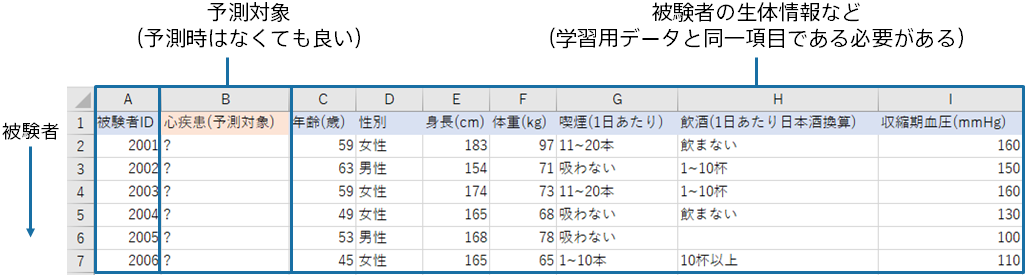 予測対象
(予測時はなくても良い)
被験者の生体情報など
(学習用データと同一項目である必要がある)
被験者
A B C D E F G H I
1 被験者ID 心疾患(予測対象) 年齢(歳) 性別 身長(cm) 体重(kg) 喫煙(1日あたり) 飲酒(1日あたり日本酒換算) 収縮期血圧(mmHg)
2 2001 ? 59 女性 183 97 11~20本 飲まない 160
3 2002 ? 63 男性 154 71 吸わない 1~10杯 150
4 2003 ? 59 女性 174 73 11~20本 1~10杯 160
5 2004 ? 49 女性 165 68 吸わない 飲まない 130
6 2005 ? 53 男性 168 78 吸わない 100
7 2006 ? 45 女性 165 65 1~10本 10杯以上 110